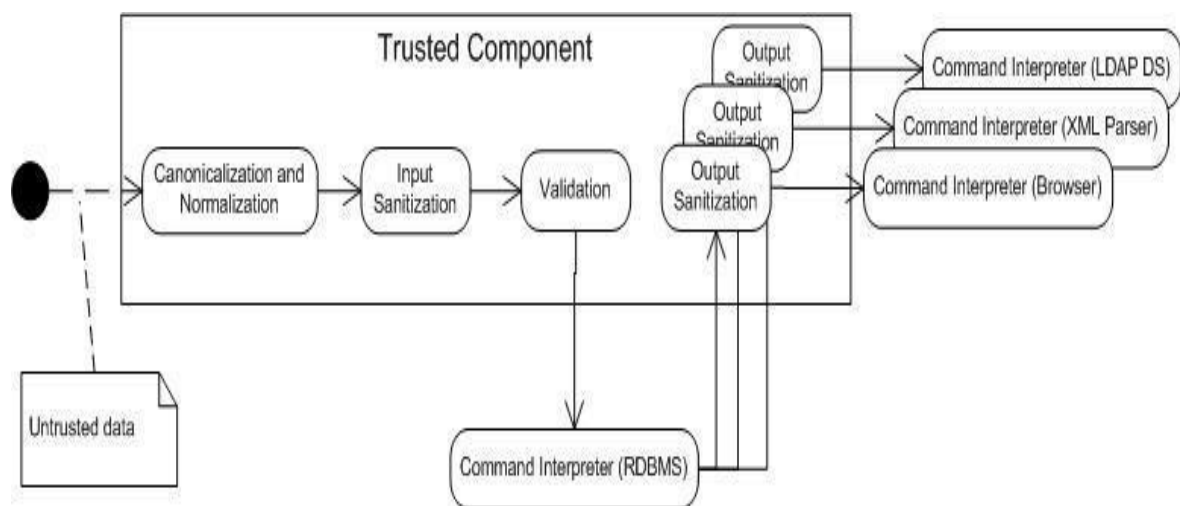 Trusted Component
Output
Sanitization
Command Interpreter (LDAP DS)
Output
Sanitization
Command Interpreter (XML Parser)
Canonicalization and
Normalization
Input
Sanitization
Validation
Output
Sanitization
Command Interpreter (Browser)
Untrusted data
Command Interpreter (RDBMS)